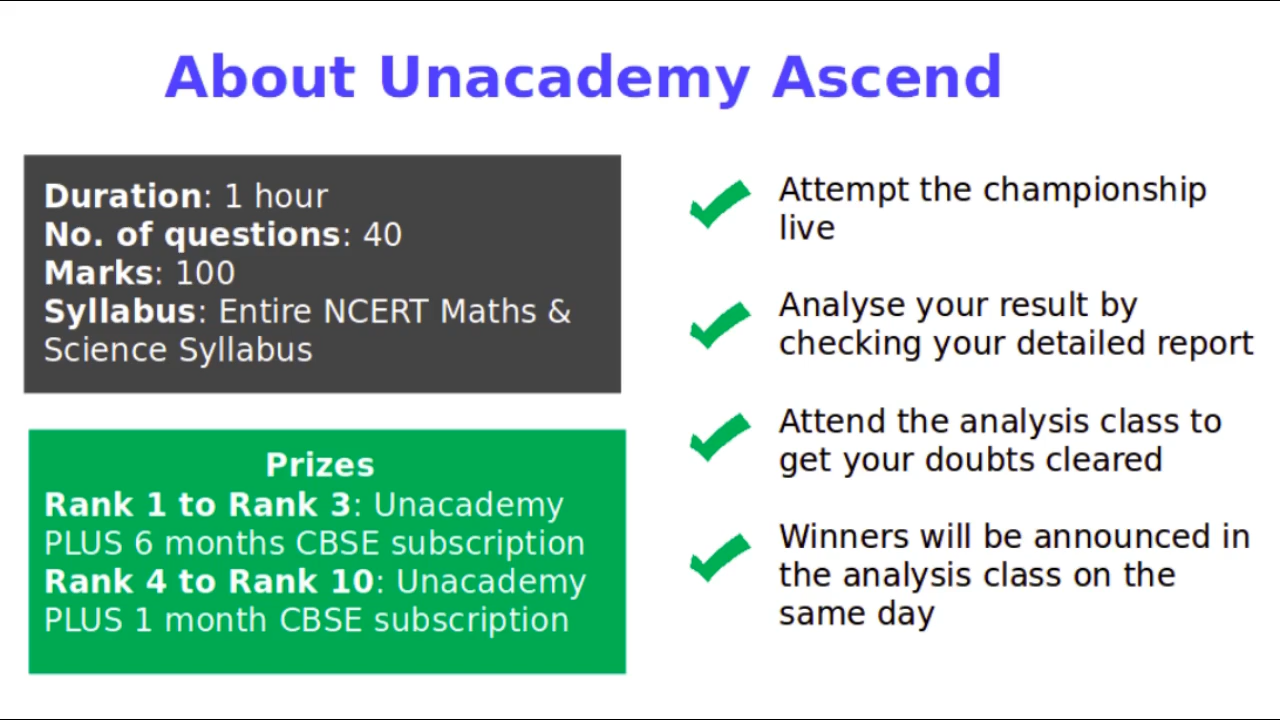 About Unacademy Ascend
Duration: 1 hour
No. of questions: 40
Marks: 100
Syllabus: Entire NCERT Maths &
Science Syllabus
Prizes
Rank 1 to Rank 3: Unacademy
PLUS 6 months CBSE subscription
Rank 4 to Rank 10: Unacademy
PLUS 1 month CBSE subscription
Attempt the championship
live
Analyse your result by
checking your detailed report
Attend the analysis class to
get your doubts cleared
Winners will be announced in
the analysis class on the
same day